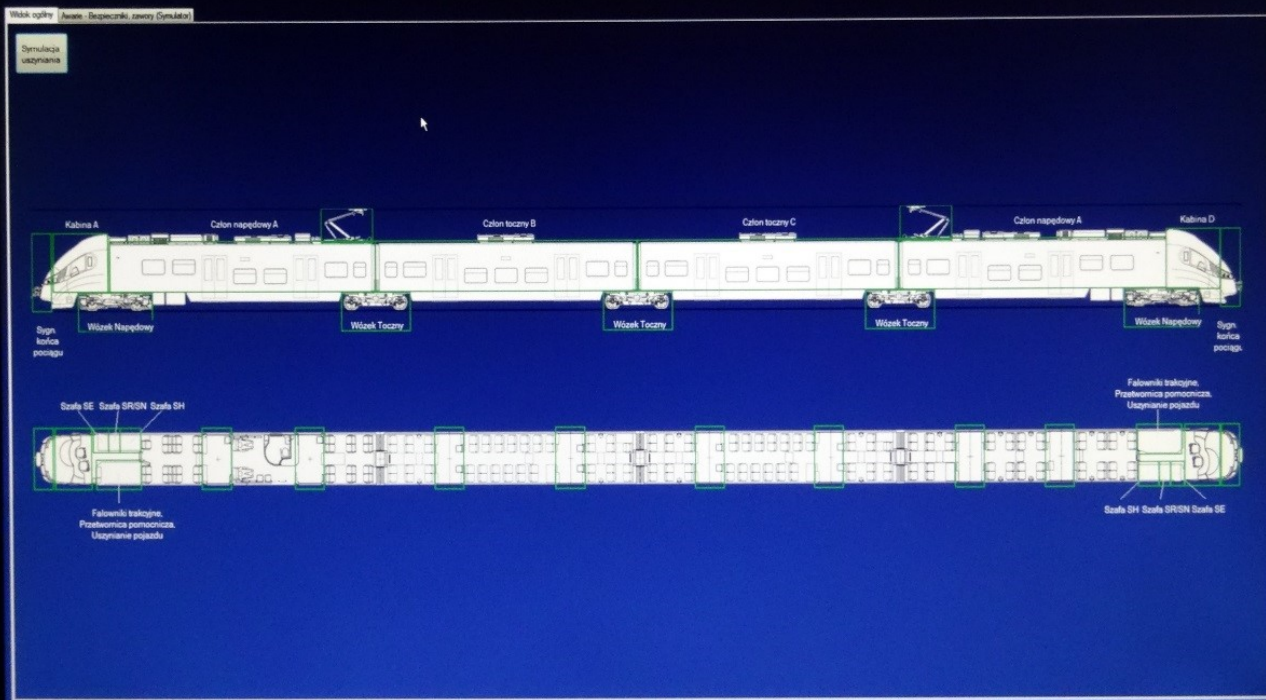 Widok ogólny
Awarie - Bezpieczniki, zawory (Symulator)
Symulacja
uszyniania
Kabina A
Człon napędowy A
Człon toczny B
Człon toczny C
Człon napędowy A
Kabina D
Wózek Napędowy
Wózek Toczny
Wózek Toczny
Wózek Toczny
Wózek Napędowy
Sygn.
końca
pociągu
Sygn.
końca
pociągu
Szafa SE Szafa SR/SN Szafa SH
Falowniki trakcyjne,
Przetwornica pomocnicza,
Uszynianie pojazdu
Falowniki trakcyjne,
Przetwornica pomocnicza,
Uszynianie pojazdu
Szafa SH Szafa SR/SN Szafa SE